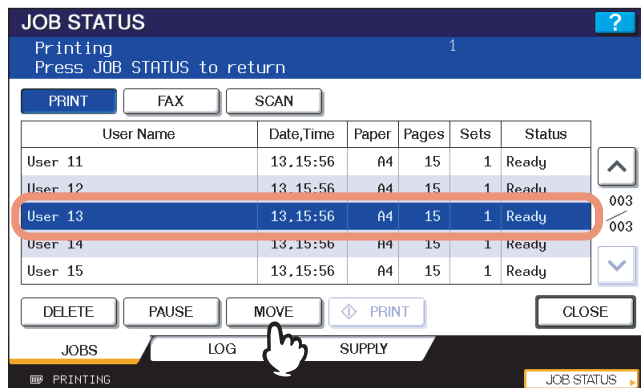 JOB STATUS ?
Printing 1
Press JOB STATUS to return
PRINT FAX SCAN
User Name Date,Time Paper Pages Sets Status
User 11 13,15:56 A4 15 1 Ready
User 12 13,15:56 A4 15 1 Ready
User 13 13,15:56 A4 15 1 Ready
User 14 13,15:56 A4 15 1 Ready
User 15 13,15:56 A4 15 1 Ready
003
003
DELETE PAUSE MOVE PRINT CLOSE
JOBS LOG SUPPLY
PRINTING JOB STATUS